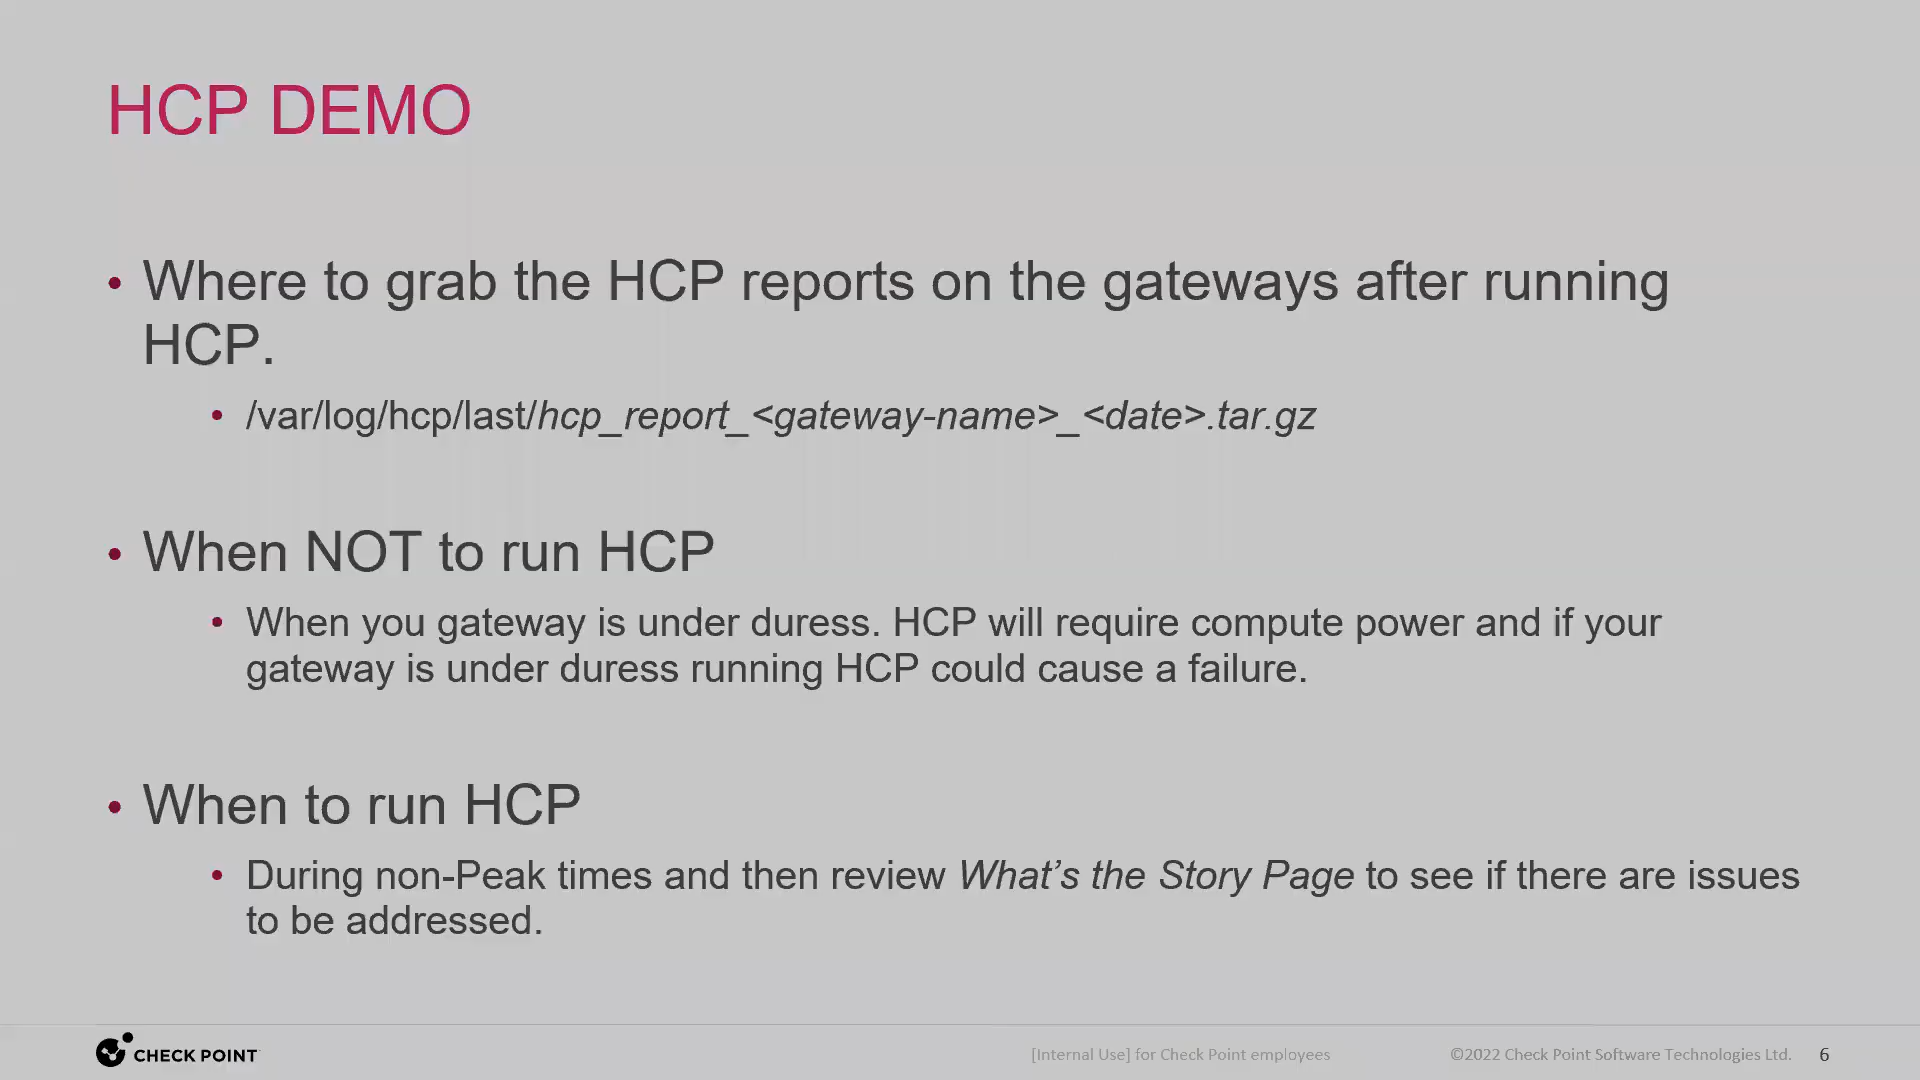 HCP DEMO
• Where to grab the HCP reports on the gateways after running
HCP.
• /var/log/hcp/last/hcp_report_<gateway-name>_<date>.tar.gz
• When NOT to run HCP
• When you gateway is under duress. HCP will require compute power and if your
gateway is under duress running HCP could cause a failure.
• When to run HCP
• During non-Peak times and then review What’s the Story Page to see if there are issues
to be addressed.
CHECK POINT
[Internal Use] for Check Point employees
©2022 Check Point Software Technologies Ltd.
6